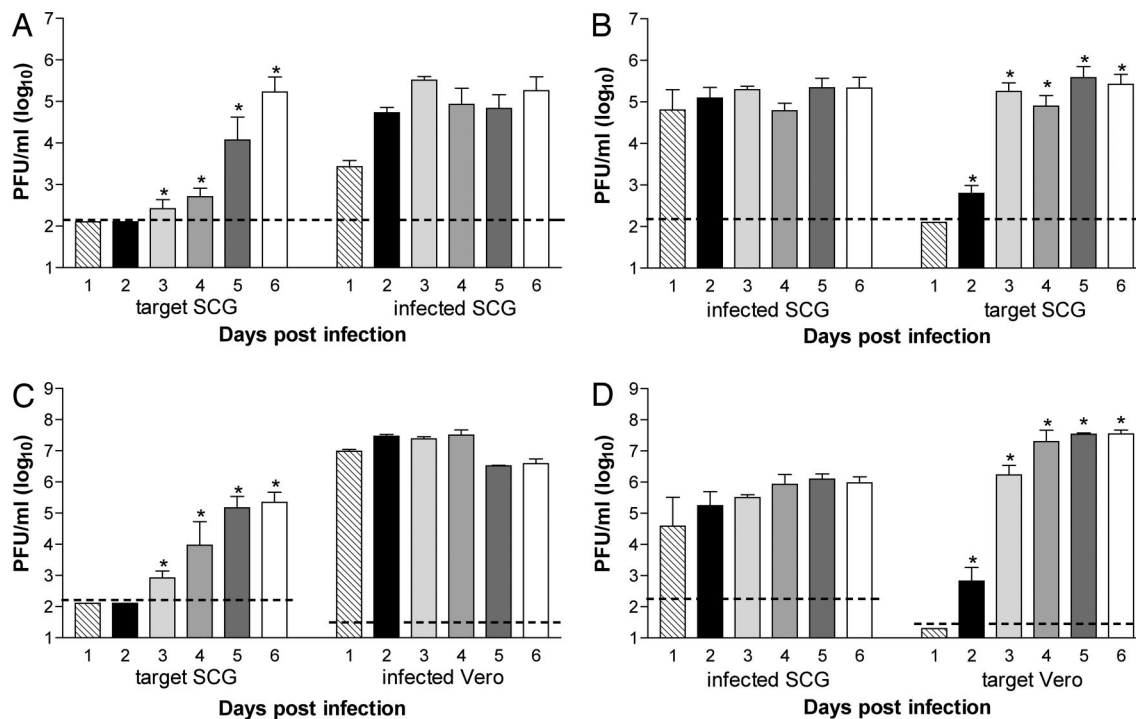 A
PFU/ml (log10)
7
6
5
4
3
2
1
* * * *
1 2 3 4 5 6 1 2 3 4 5 6
target SCG infected SCG
Days post infection
B
PFU/ml (log10)
7
6
5
4
3
2
1
* * * * *
1 2 3 4 5 6 1 2 3 4 5 6
infected SCG target SCG
Days post infection
C
PFU/ml (log10)
9
8
7
6
5
4
3
2
1
* * * *
1 2 3 4 5 6 1 2 3 4 5 6
target SCG infected Vero
Days post infection
D
PFU/ml (log10)
9
8
7
6
5
4
3
2
1
* * * * *
1 2 3 4 5 6 1 2 3 4 5 6
infected SCG target Vero
Days post infection